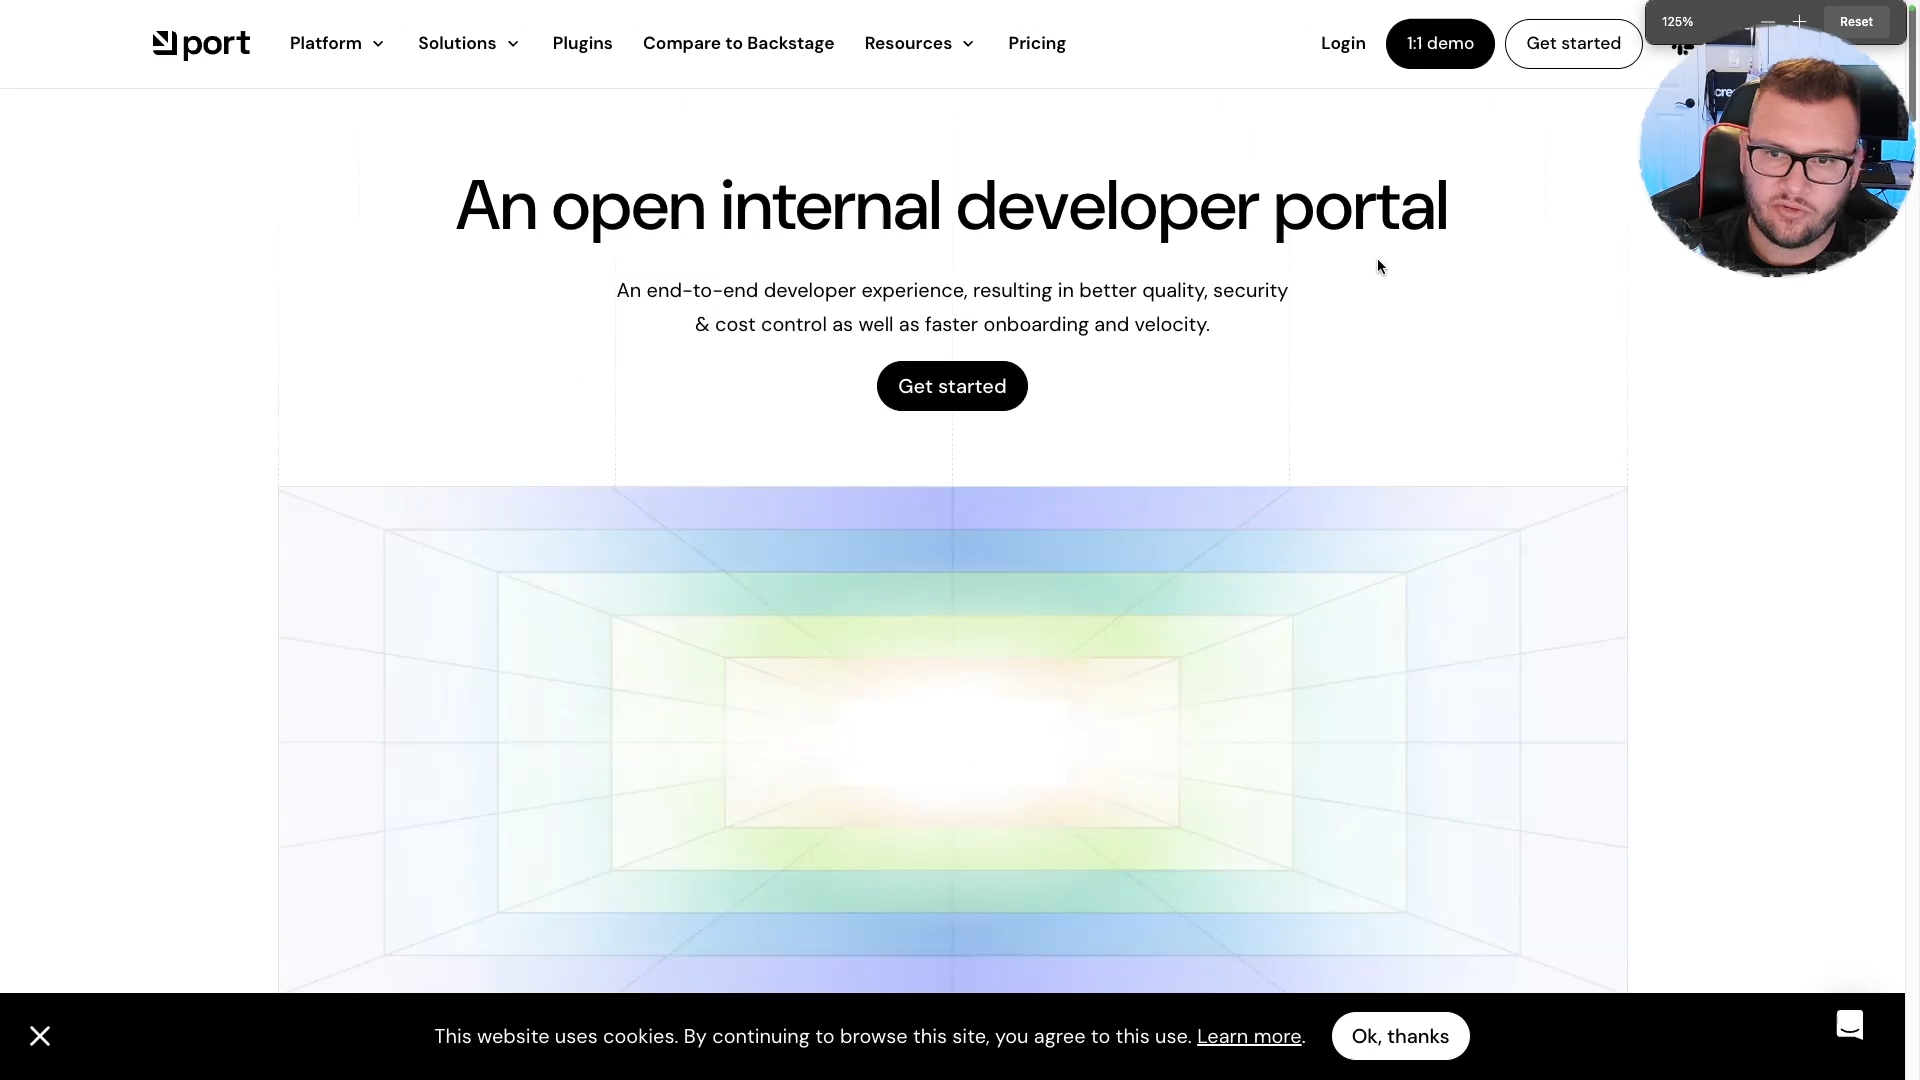 port
Platform
Solutions
Plugins
Compare to Backstage
Resources
Pricing
Login
1:1 demo
Get started
125%
Reset
An open internal developer portal
An end-to-end developer experience, resulting in better quality, security
& cost control as well as faster onboarding and velocity.
Get started
This website uses cookies. By continuing to browse this site, you agree to this use. Learn more.
Ok, thanks